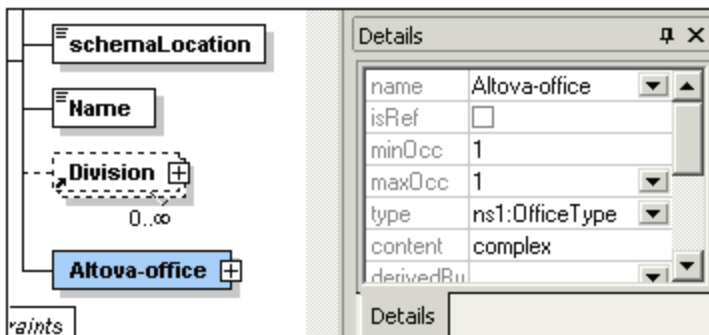 schemaLocation
Name
Division
0..∞
Altova-office
raints
Details
name Altova-office
isRef
minOcc 1
maxOcc 1
type ns1:OfficeType
content complex
derivedBy
Details